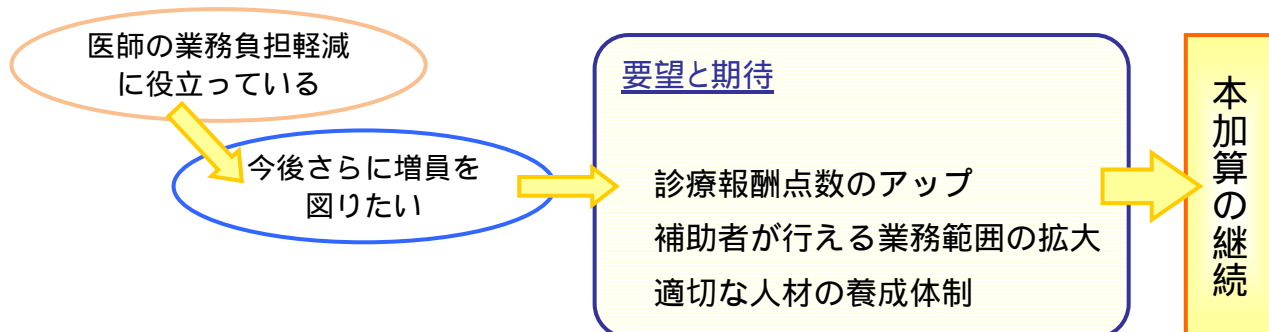 医師の業務負担軽減
に役立っている
今後さらに増員を
図りたい
要望と期待
診療報酬点数のアップ
補助者が行える業務範囲の拡大
適切な人材の養成体制
本加算の継続